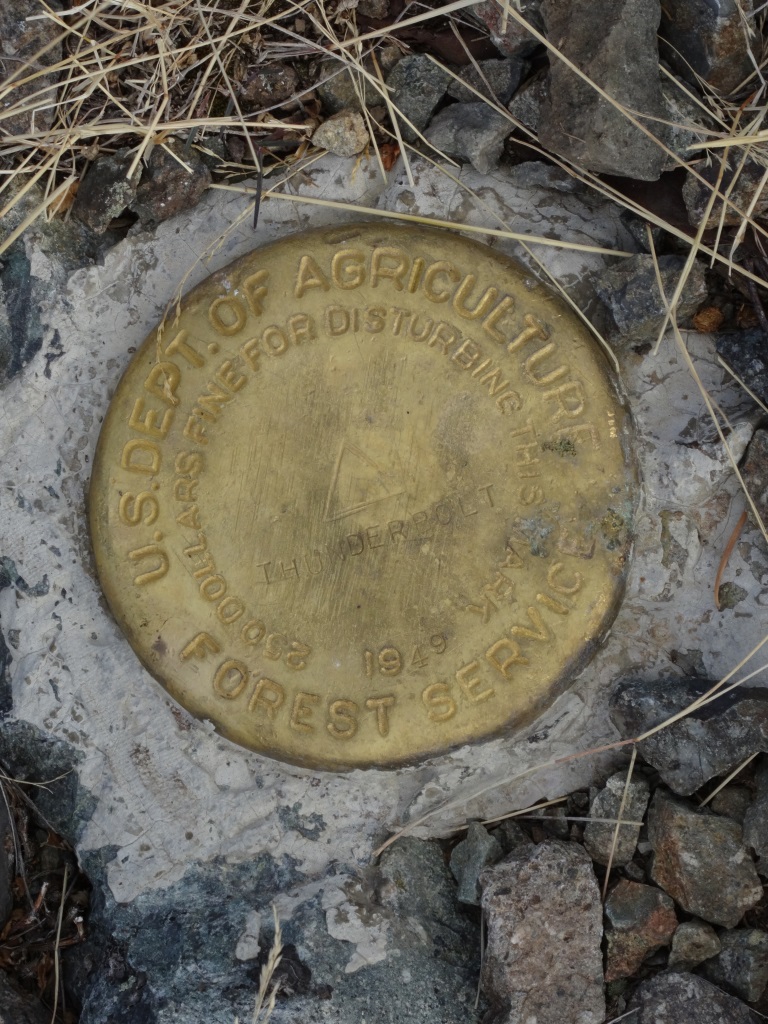 U.S. DEPT. OF AGRICULTURE
250 DOLLARS FINE FOR DISTURBING THIS MARK
THUNDERBOLT
1949
FOREST SERVICE